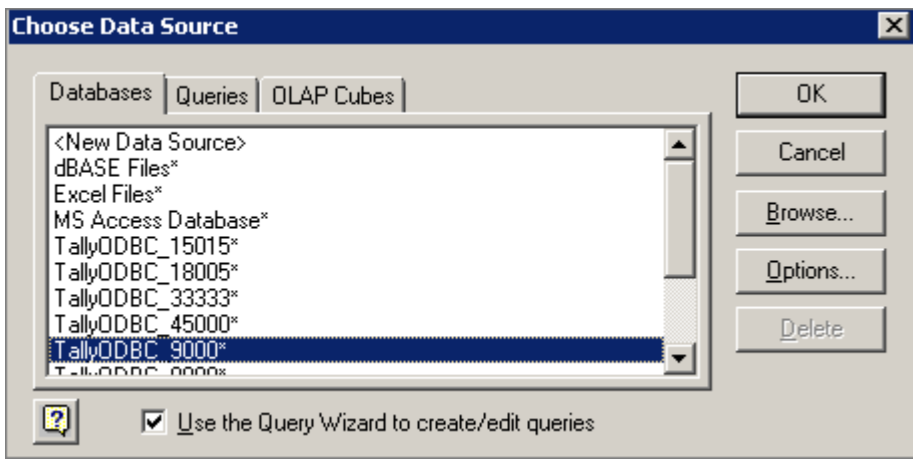 Choose Data Source
Databases
Queries
OLAP Cubes
<New Data Source>
dBASE Files*
Excel Files*
MS Access Database*
TallyODBC_15015*
TallyODBC_18005*
TallyODBC_33333*
TallyODBC_45000*
TallyODBC_9000*
OK
Cancel
Browse...
Options...
Delete
Use the Query Wizard to create/edit queries